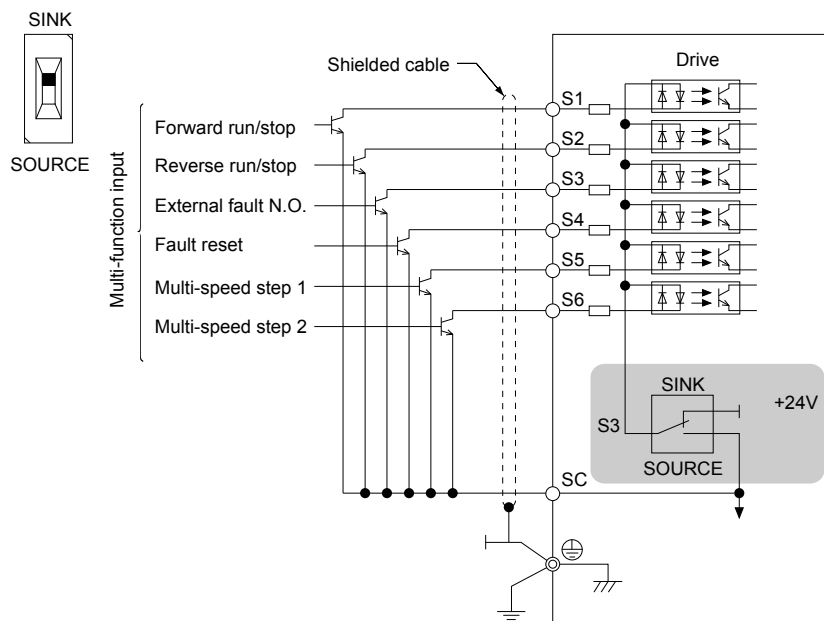 SINK
SOURCE
Multi-function input
Forward run/stop
Reverse run/stop
External fault N.O.
Fault reset
Multi-speed step 1
Multi-speed step 2
Shielded cable
Drive
S1
S2
S3
S4
S5
S6
SINK
+24V
S3
SOURCE
SC